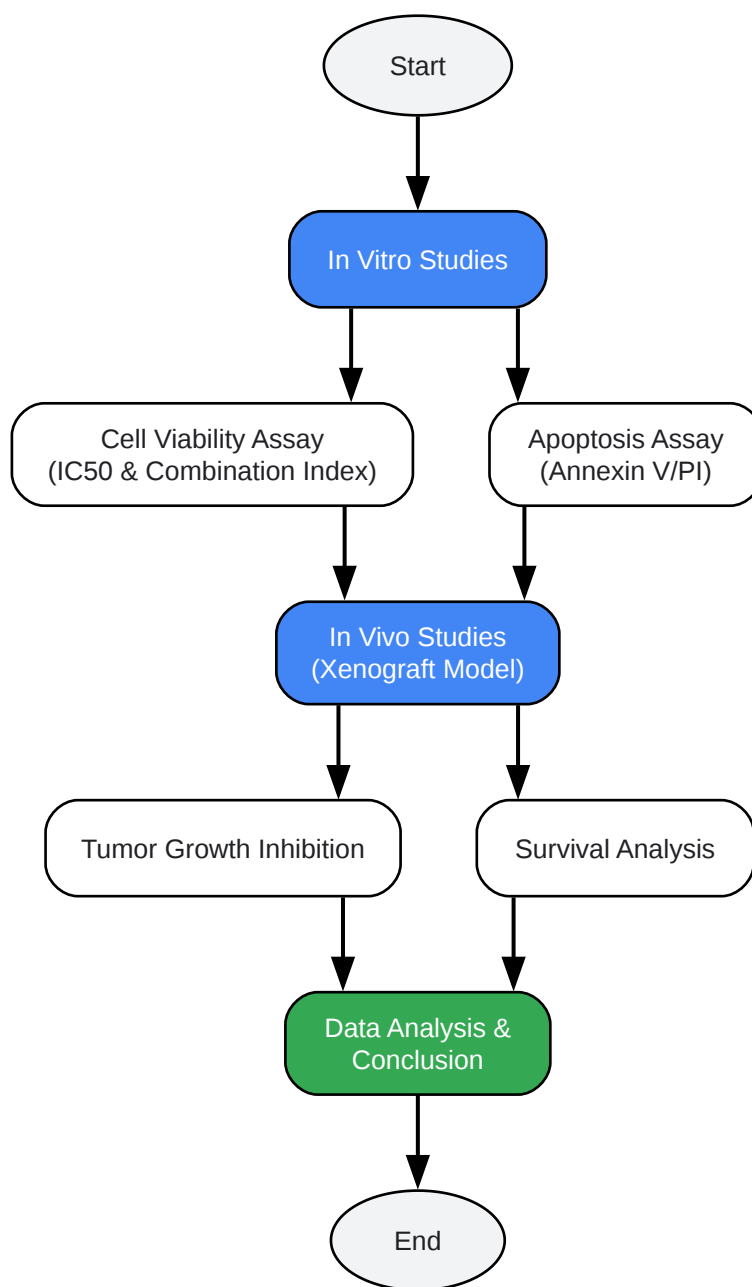 Start
In Vitro Studies
Cell Viability Assay
(IC50 & Combination Index)
Apoptosis Assay
(Annexin V/PI)
In Vivo Studies
(Xenograft Model)
Tumor Growth Inhibition
Survival Analysis
Data Analysis &
Conclusion
End